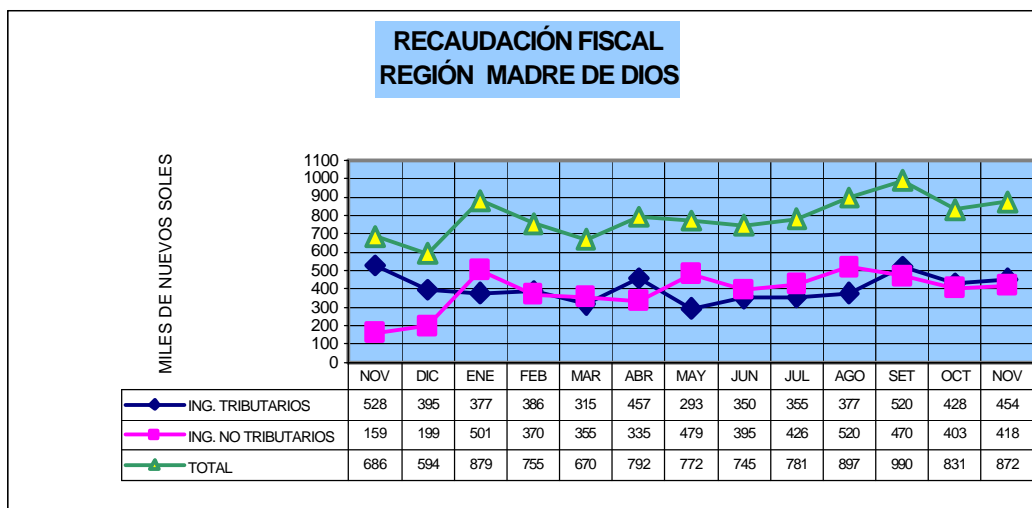 RECAUDACIÓN FISCAL
REGIÓN MADRE DE DIOS
MILES DE NUEVOS SOLES
1100
1000
900
800
700
600
500
400
300
200
100
0
NOV DIC ENE FEB MAR ABR MAY JUN JUL AGO SET OCT NOV
ING. TRIBUTARIOS 528 395 377 386 315 457 293 350 355 377 520 428 454
ING. NO TRIBUTARIOS 159 199 501 370 355 335 479 395 426 520 470 403 418
TOTAL 686 594 879 755 670 792 772 745 781 897 990 831 872